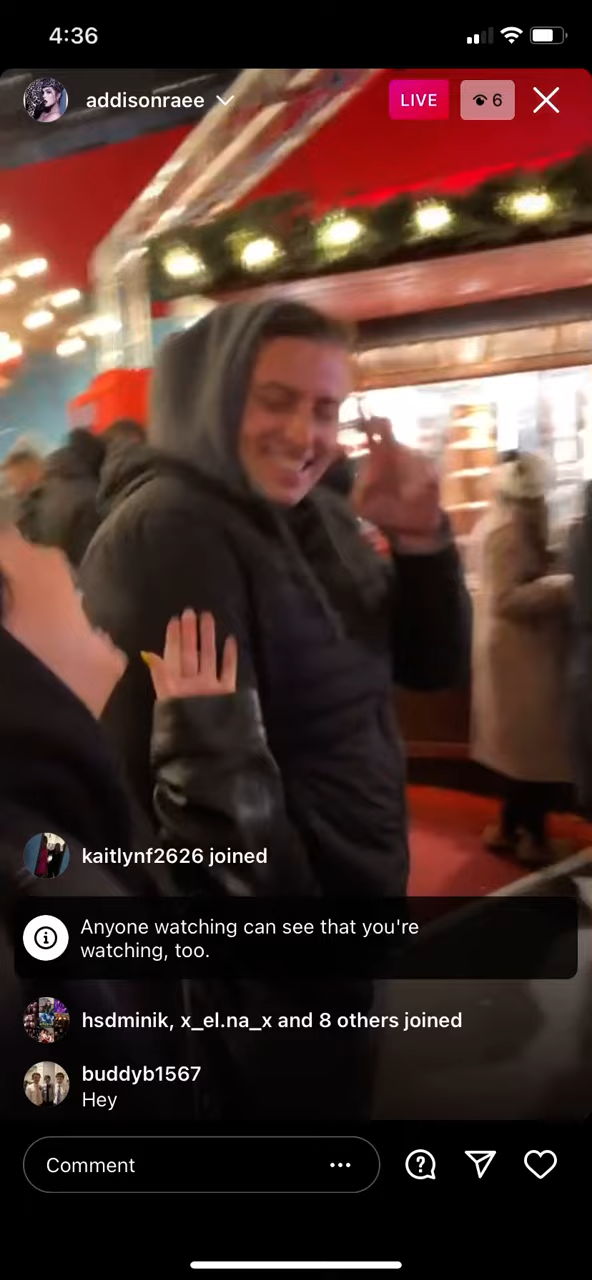 4:36
addisonraee
LIVE
6
kaitlynf2626 joined
Anyone watching can see that you're
watching, too.
hsdminik, x_el.na_x and 8 others joined
buddyb1567
Hey
Comment